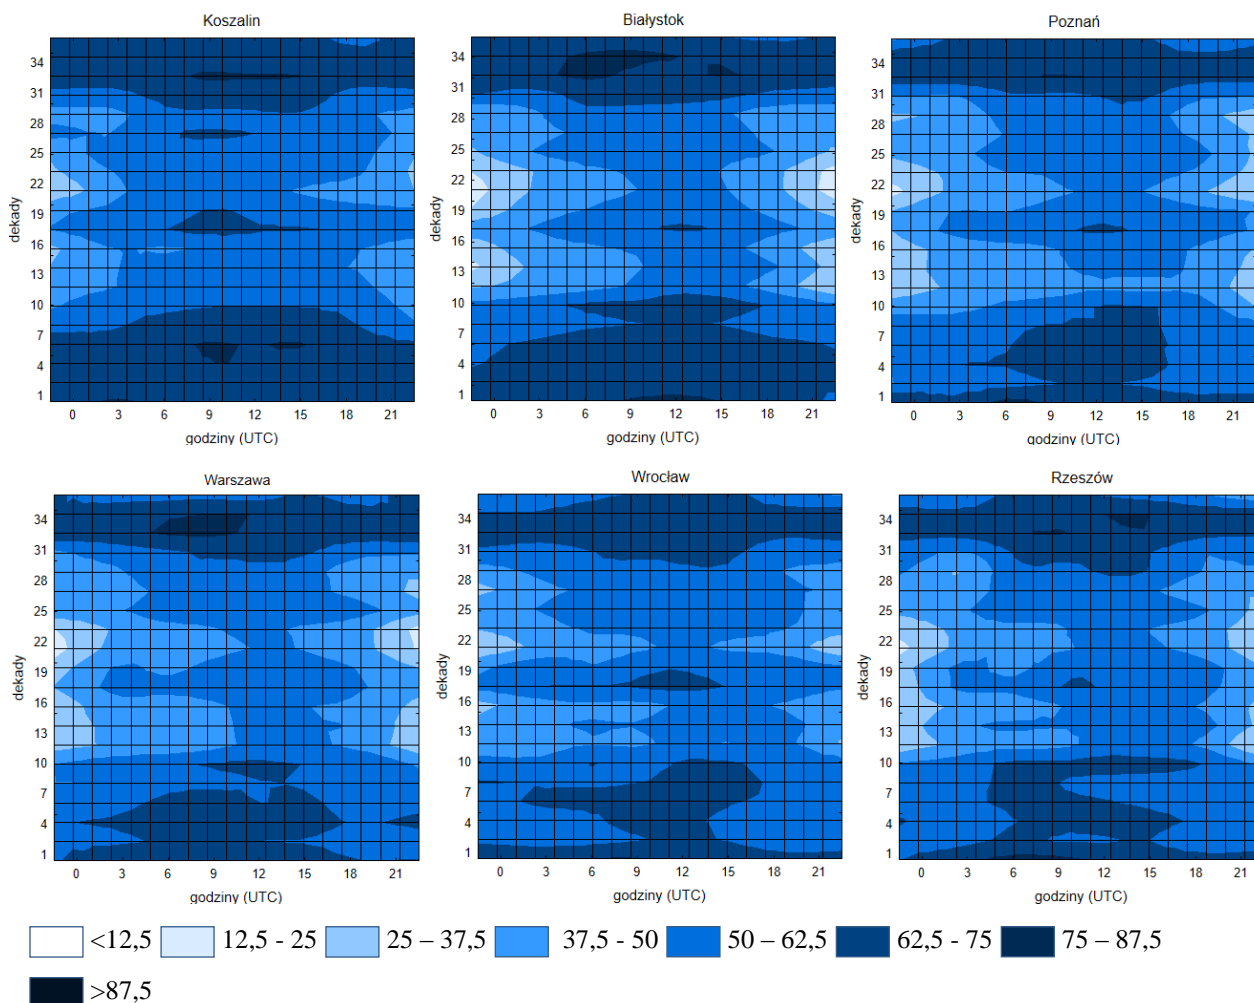 Koszalin
Białystok
Poznań
34
31
28
25
22
19
16
13
10
7
4
1
dekady
0 3 6 9 12 15 18 21
godziny (UTC)
34
31
28
25
22
19
16
13
10
7
4
1
dekady
0 3 6 9 12 15 18 21
godziny (UTC)
34
31
28
25
22
19
16
13
10
7
4
1
dekady
0 3 6 9 12 15 18 21
godziny (UTC)
Warszawa
Wrocław
Rzeszów
34
31
28
25
22
19
16
13
10
7
4
1
dekady
0 3 6 9 12 15 18 21
godziny (UTC)
34
31
28
25
22
19
16
13
10
7
4
1
dekady
0 3 6 9 12 15 18 21
godziny (UTC)
34
31
28
25
22
19
16
13
10
7
4
1
dekady
0 3 6 9 12 15 18 21
godziny (UTC)
<12,5 12,5 - 25 25 – 37,5 37,5 - 50 50 – 62,5 62,5 - 75 75 – 87,5
>87,5